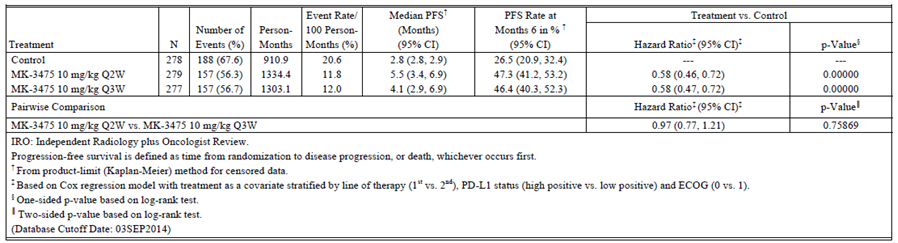 Treatment vs. Control
Event Rate/ Median PFS† PFS Rate at
Number of Person- 100 Person- (Months) Months 6 in % †
Treatment N Events (%) Months Months (%) (95% CI) (95% CI) Hazard Ratio‡ (95% CI)‡ p-Value§
Control 278 188 (67.6) 910.9 20.6 2.8 (2.8, 2.9) 26.5 (20.9, 32.4) --- ---
MK-3475 10 mg/kg Q2W 279 157 (56.3) 1334.4 11.8 5.5 (3.4, 6.9) 47.3 (41.2, 53.2) 0.58 (0.46, 0.72) 0.00000
MK-3475 10 mg/kg Q3W 277 157 (56.7) 1303.1 12.0 4.1 (2.9, 6.9) 46.4 (40.3, 52.3) 0.58 (0.47, 0.72) 0.00000
Pairwise Comparison Hazard Ratio‡ (95% CI)‡ p-Value‖
MK-3475 10 mg/kg Q2W vs. MK-3475 10 mg/kg Q3W 0.97 (0.77, 1.21) 0.75869
IRO: Independent Radiology plus Oncologist Review.
Progression-free survival is defined as time from randomization to disease progression, or death, whichever occurs first.
† From product-limit (Kaplan-Meier) method for censored data.
‡ Based on Cox regression model with treatment as a covariate stratified by line of therapy (1st vs. 2nd), PD-L1 status (high positive vs. low positive) and ECOG (0 vs. 1).
§ One-sided p-value based on log-rank test.
‖ Two-sided p-value based on log-rank test.
(Database Cutoff Date: 03SEP2014)